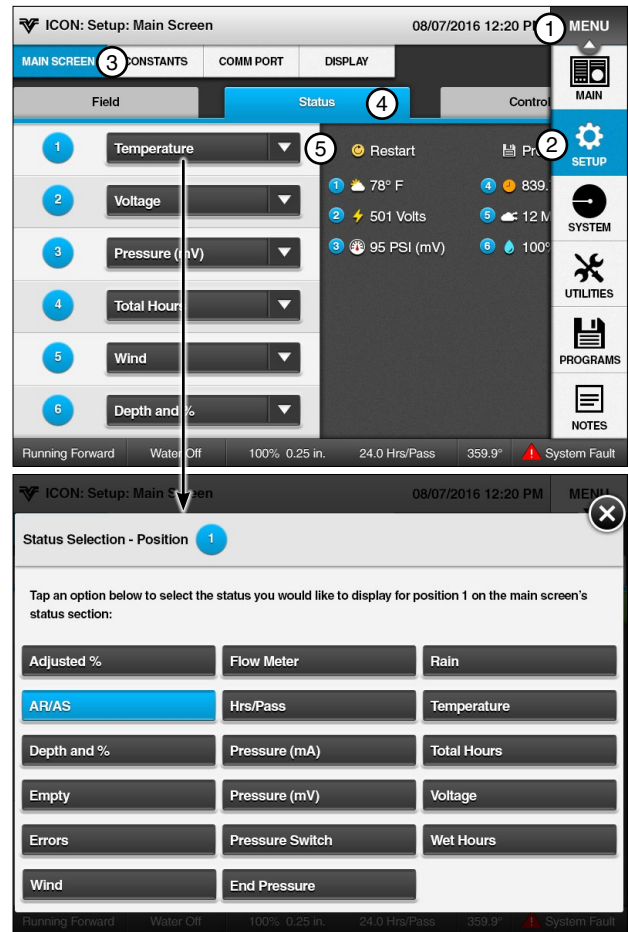 ICON: Setup: Main Screen 08/07/2016 12:20 1 MENU
MAIN SCREEN 3 CONSTANTS COMM PORT DISPLAY
MAIN
Field Status 4 Control
1 Temperature 5 Restart
2 SETUP
1 78° F 4 839.
2 Voltage 2 501 Volts 5 12 M
SYSTEM
3 Pressure (mV) 3 95 PSI (mV) 6 100%
UTILITIES
4 Total Hours
PROGRAMS
5 Wind
6 Depth and %
NOTES
Running Forward Water Off 100% 0.25 in. 24.0 Hrs/Pass 359.9° System Fault
ICON: Setup: Main Screen 08/07/2016 12:20 PM MENU
Status Selection - Position 1
Tap an option below to select the status you would like to display for position 1 on the main screen's
status section:
Adjusted % Flow Meter Rain
AR/AS Hrs/Pass Temperature
Depth and % Pressure (mA) Total Hours
Empty Pressure (mV) Voltage
Errors Pressure Switch Wet Hours
Wind End Pressure
Running Forward Water Off 100% 0.25 in. 24.0 Hrs/Pass 359.9° System Fault